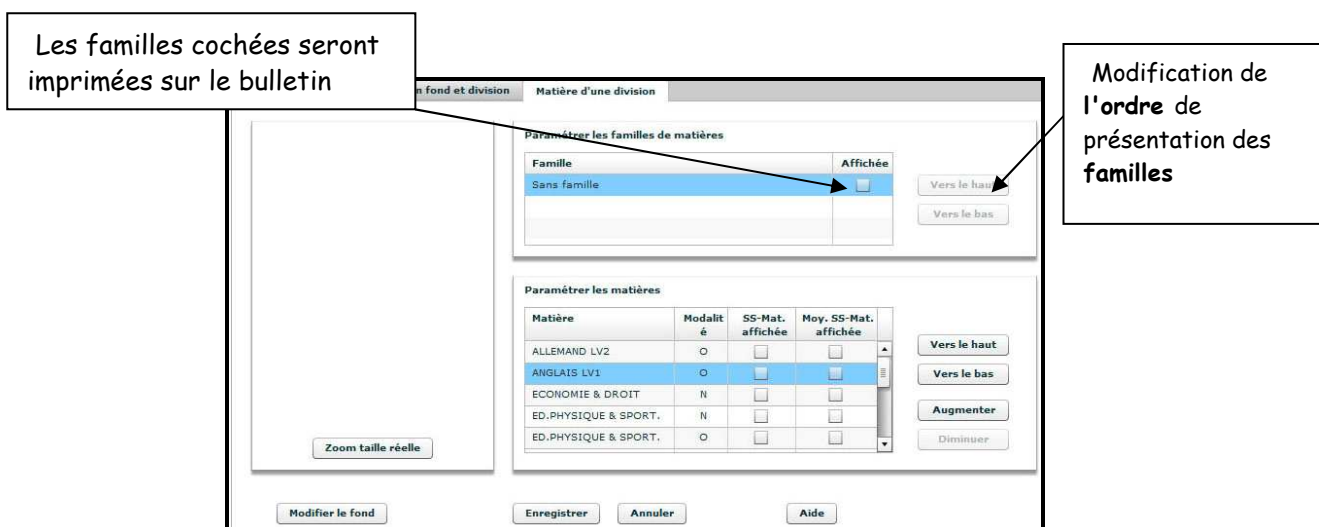 Les familles cochées seront
imprimées sur le bulletin
Modification de
l'ordre de
présentation des
familles
n fond et division
Matière d'une division
Paramétrer les familles de matières
Famille Affichée
Sans famille
Vers le haut
Vers le bas
Paramétrer les matières
Matière Modalit SS-Mat. Moy. SS-Mat.
é affichée affichée
ALLEMAND LV2 O
ANGLAIS LV1 O
ECONOMIE & DROIT N
ED.PHYSIQUE & SPORT. N
ED.PHYSIQUE & SPORT. O
Vers le haut
Vers le bas
Augmenter
Diminuer
Zoom taille réelle
Modifier le fond Enregistrer Annuler Aide